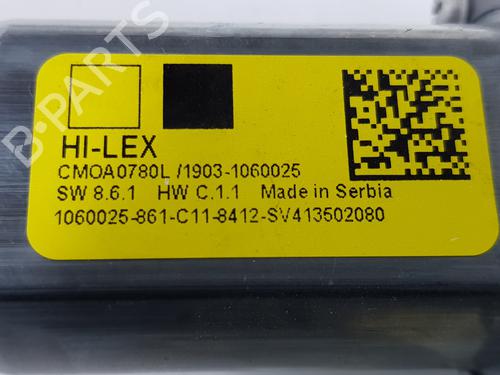 B-PARTS
HI-LEX
CMOA0780L /1903-1060025
SW 8.6.1 HW C.1.1 Made in Serbia
1060025-861-C11-8412-SV413502080